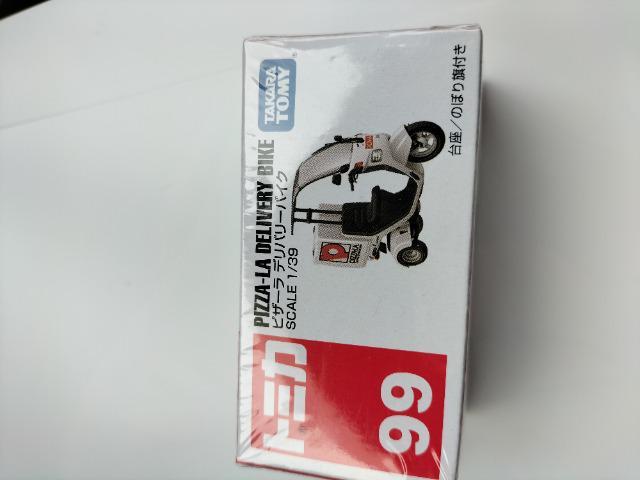 トミカ
99
PIZZA-LA DELIVERY BIKE
ピザーラ デリバリーバイク
SCALE 1/39
TAKARA
TOMY
台座/のぼり旗付き